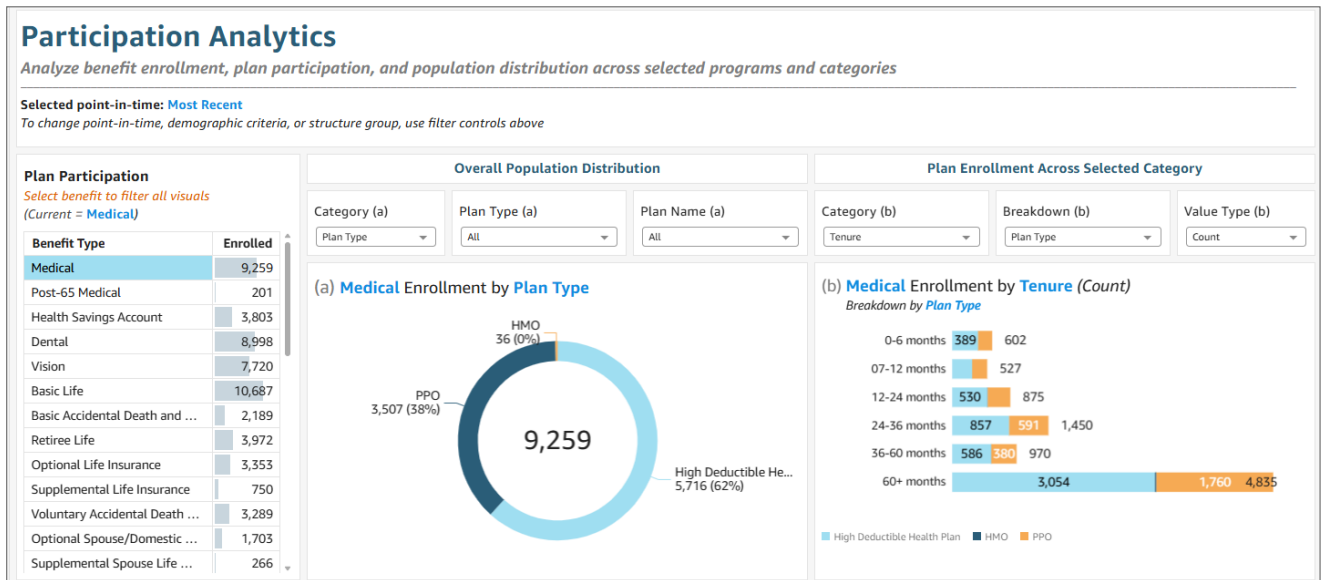 Participation Analytics
Analyze benefit enrollment, plan participation, and population distribution across selected programs and categories
Selected point-in-time: Most Recent
To change point-in-time, demographic criteria, or structure group, use filter controls above
Plan Participation
Select benefit to filter all visuals
(Current = Medical)
Benefit Type Enrolled
Medical 9,259
Post-65 Medical 201
Health Savings Account 3,803
Dental 8,998
Vision 7,720
Basic Life 10,687
Basic Accidental Death and ... 2,189
Retiree Life 3,972
Optional Life Insurance 3,353
Supplemental Life Insurance 750
Voluntary Accidental Death ... 3,289
Optional Spouse/Domestic ... 1,703
Supplemental Spouse Life ... 266
Overall Population Distribution
Category (a) Plan Type (a) Plan Name (a)
Plan Type All All
(a) Medical Enrollment by Plan Type
HMO
36 (0%)
PPO
3,507 (38%)
9,259
High Deductible He...
5,716 (62%)
Plan Enrollment Across Selected Category
Category (b) Breakdown (b) Value Type (b)
Tenure Plan Type Count
(b) Medical Enrollment by Tenure (Count)
Breakdown by Plan Type
0-6 months 389 602
07-12 months 527
12-24 months 530 875
24-36 months 857 591 1,450
36-60 months 586 380 970
60+ months 3,054 1,760 4,835
High Deductible Health Plan HMO PPO